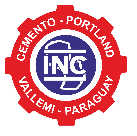 CEMENTO - PORTLAND
INC
VALLEMI - PARAGUAY